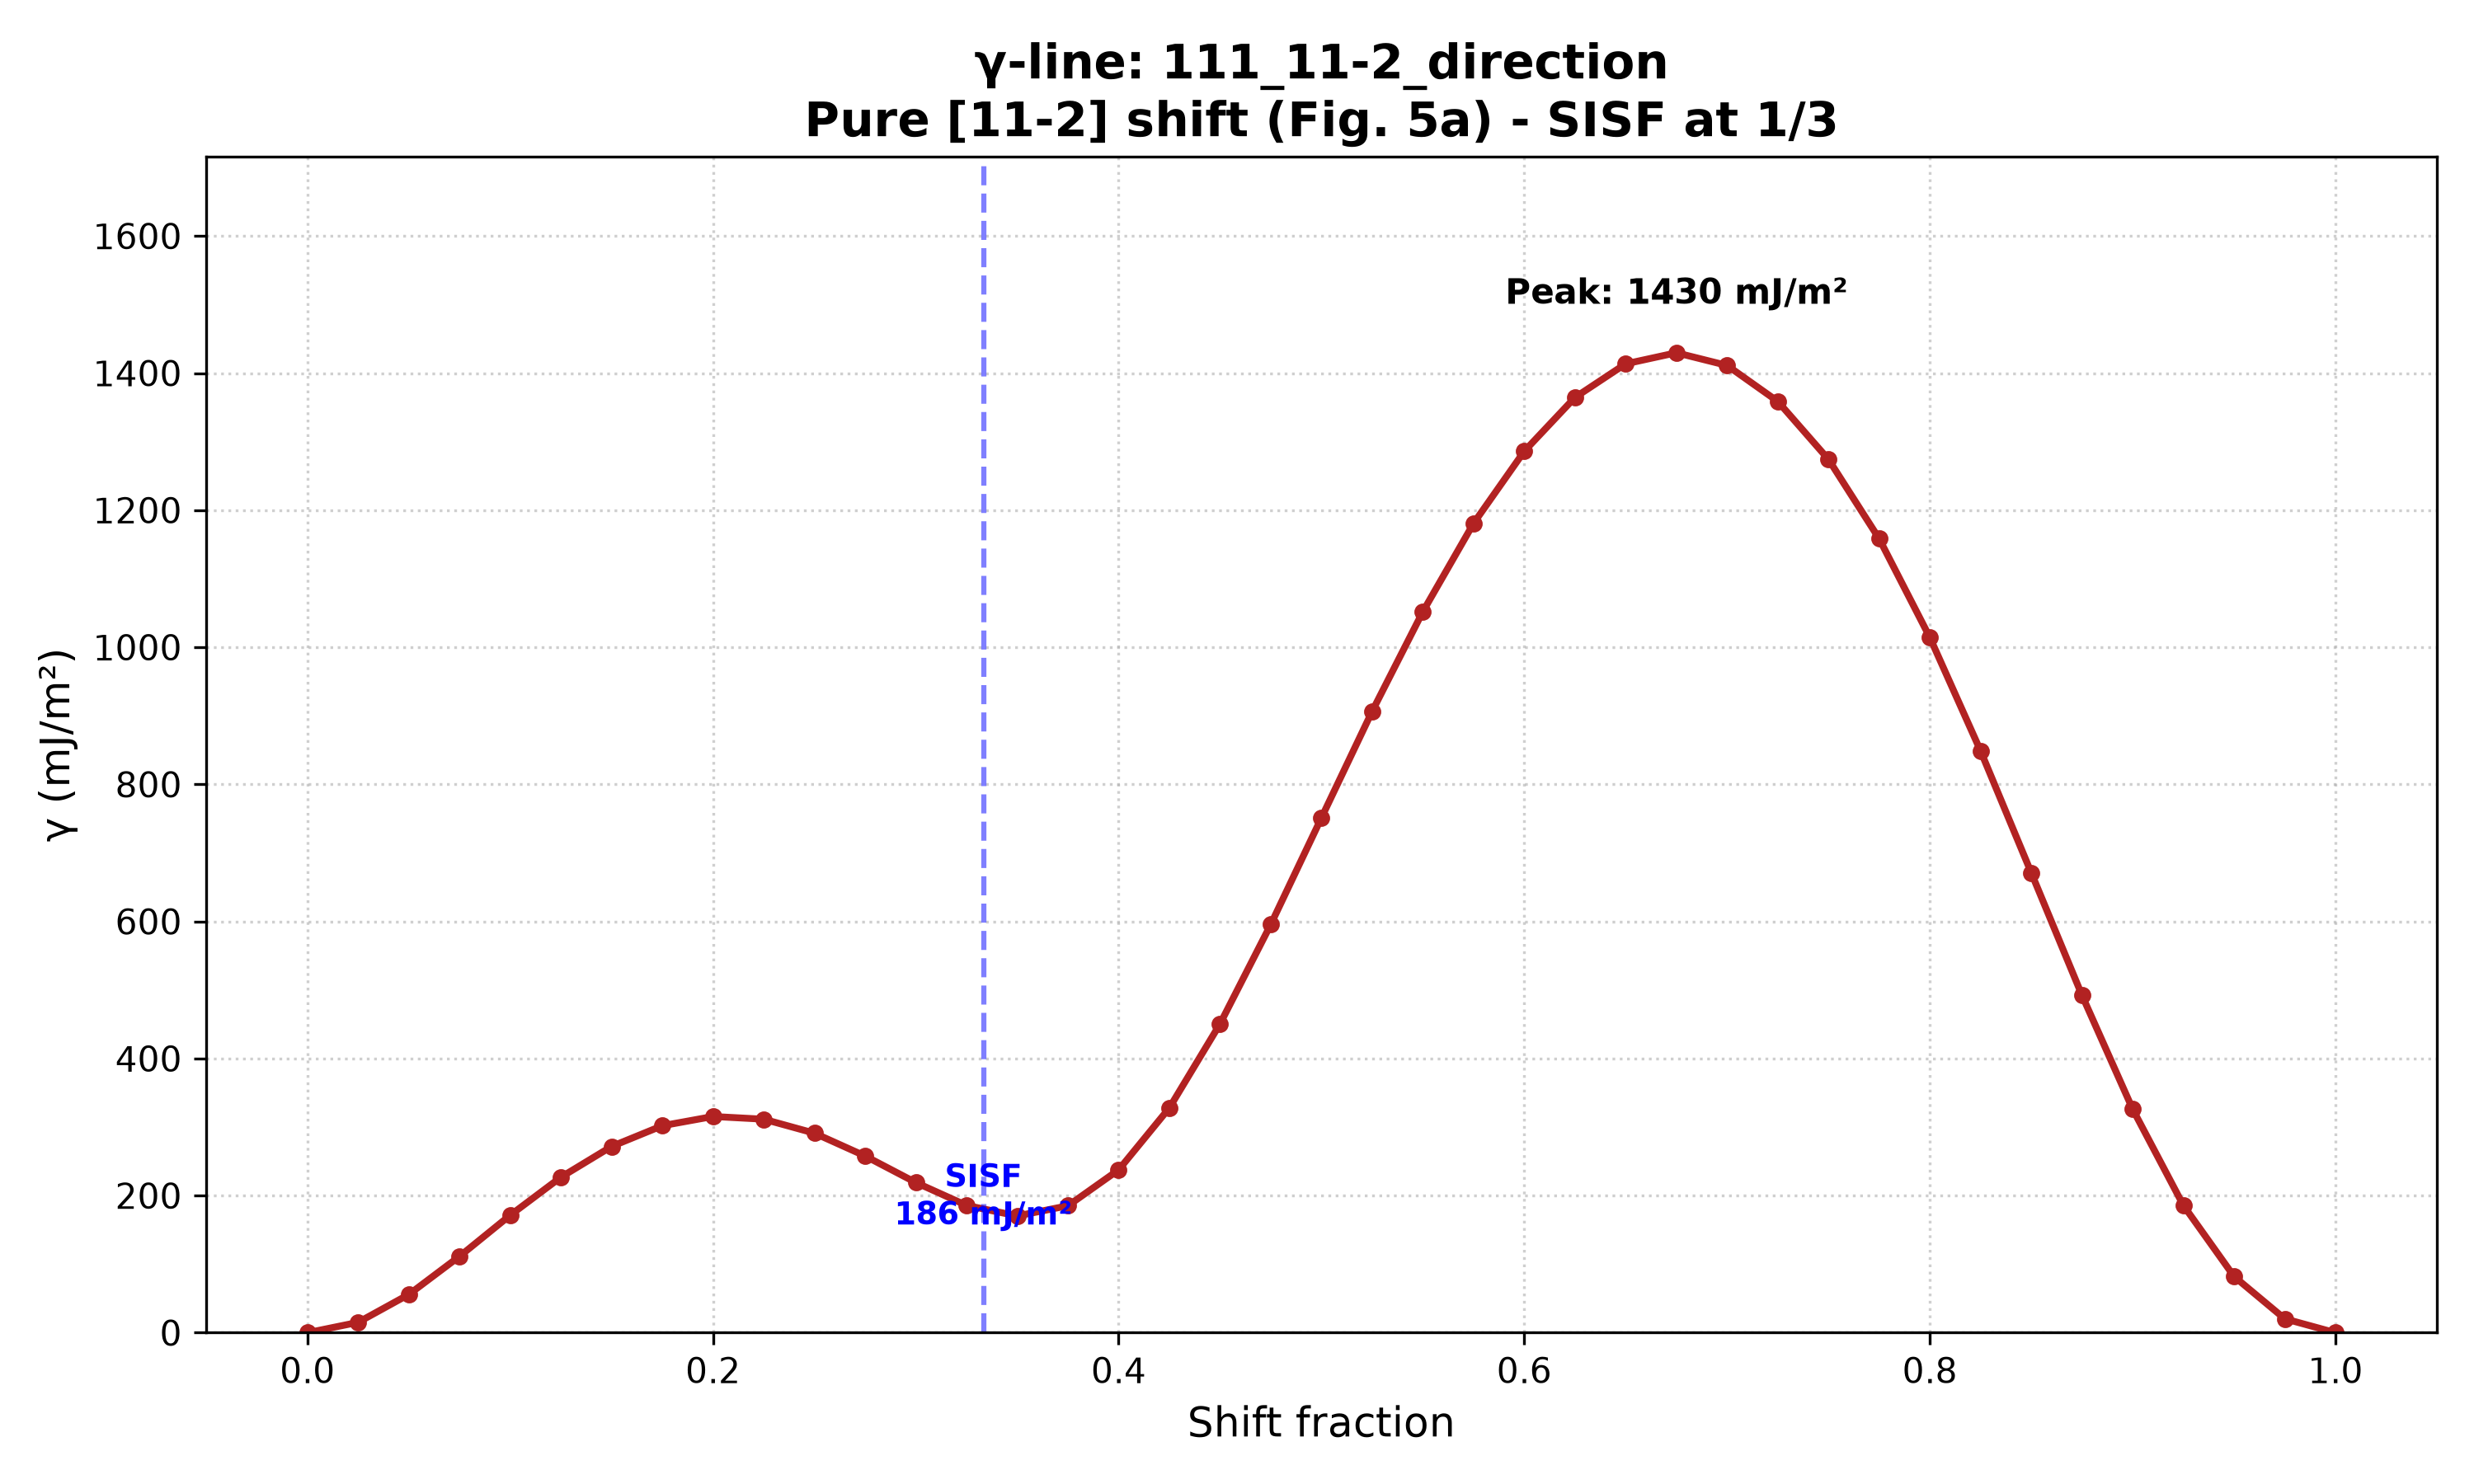 γ-line: 111_11-2_direction
Pure [11-2] shift (Fig. 5a) - SISF at 1/3
Peak: 1430 mJ/m²
SISF
186 mJ/m²
γ (mJ/m²)
1600
1400
1200
1000
800
600
400
200
0
0.0 0.2 0.4 0.6 0.8 1.0
Shift fraction